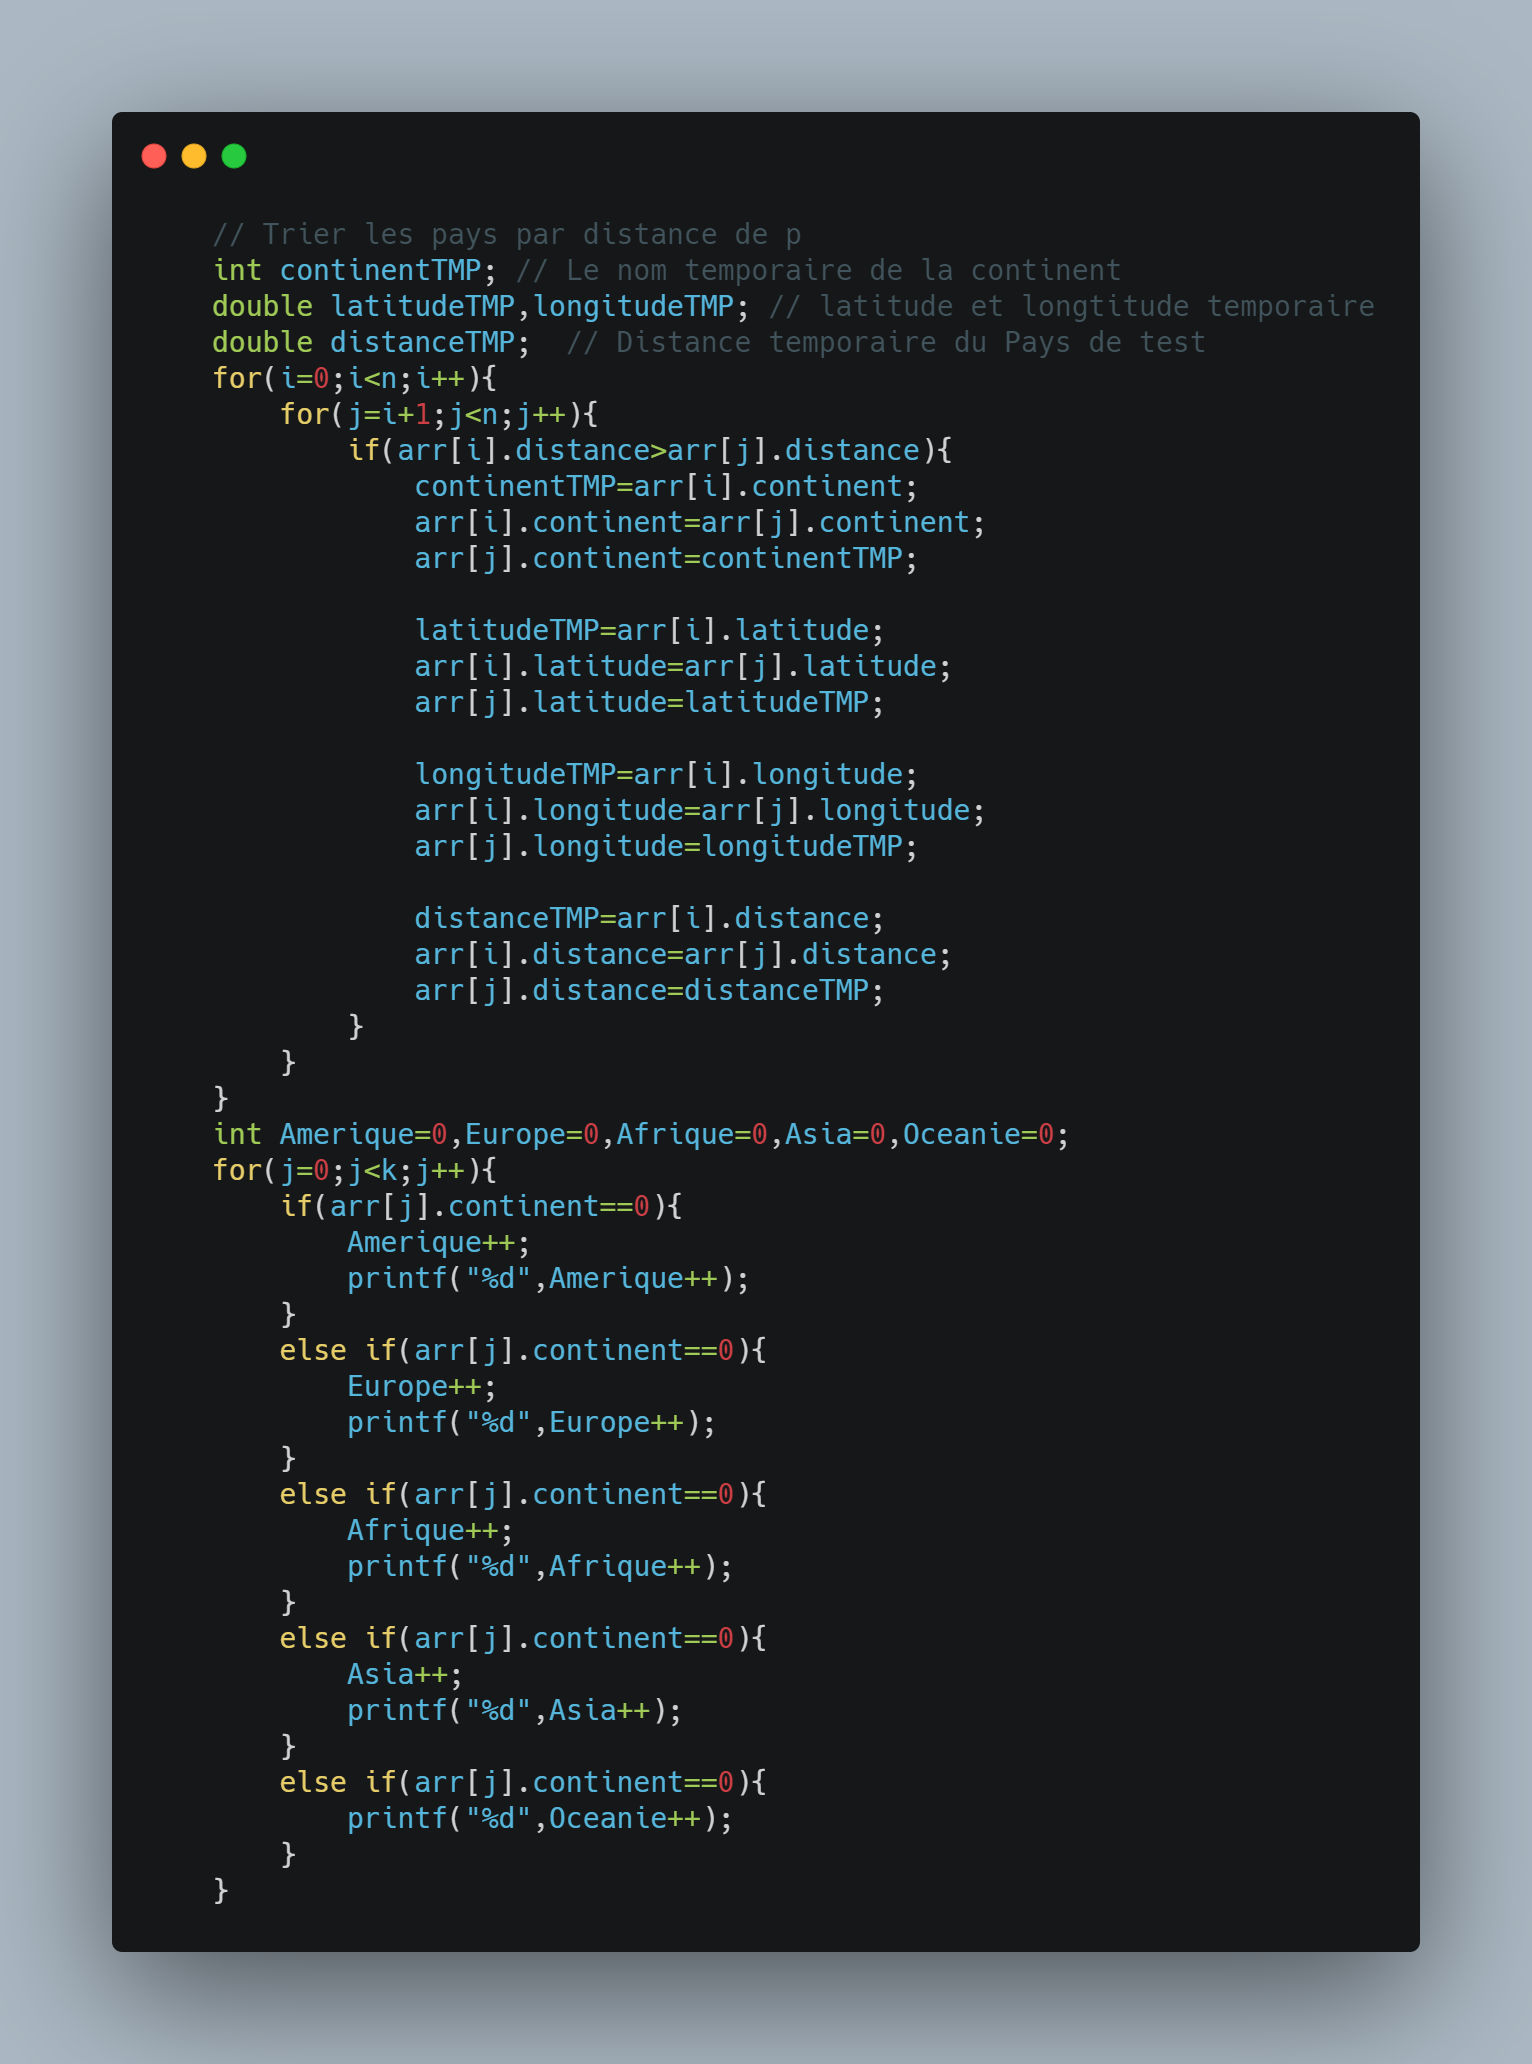 // Trier les pays par distance de p
int continentTMP; // Le nom temporaire de la continent
double latitudeTMP,longitudeTMP; // latitude et longtitude temporaire
double distanceTMP;  // Distance temporaire du Pays de test
for(i=0;i<n;i++){
    for(j=i+1;j<n;j++){
        if(arr[i].distance>arr[j].distance){
            continentTMP=arr[i].continent;
            arr[i].continent=arr[j].continent;
            arr[j].continent=continentTMP;

            latitudeTMP=arr[i].latitude;
            arr[i].latitude=arr[j].latitude;
            arr[j].latitude=latitudeTMP;

            longitudeTMP=arr[i].longitude;
            arr[i].longitude=arr[j].longitude;
            arr[j].longitude=longitudeTMP;

            distanceTMP=arr[i].distance;
            arr[i].distance=arr[j].distance;
            arr[j].distance=distanceTMP;
        }
    }
}
int Amerique=0,Europe=0,Afrique=0,Asia=0,Oceanie=0;
for(j=0;j<k;j++){
    if(arr[j].continent==0){
        Amerique++;
        printf("%d",Amerique++);
    }
    else if(arr[j].continent==0){
        Europe++;
        printf("%d",Europe++);
    }
    else if(arr[j].continent==0){
        Afrique++;
        printf("%d",Afrique++);
    }
    else if(arr[j].continent==0){
        Asia++;
        printf("%d",Asia++);
    }
    else if(arr[j].continent==0){
        printf("%d",Oceanie++);
    }
}